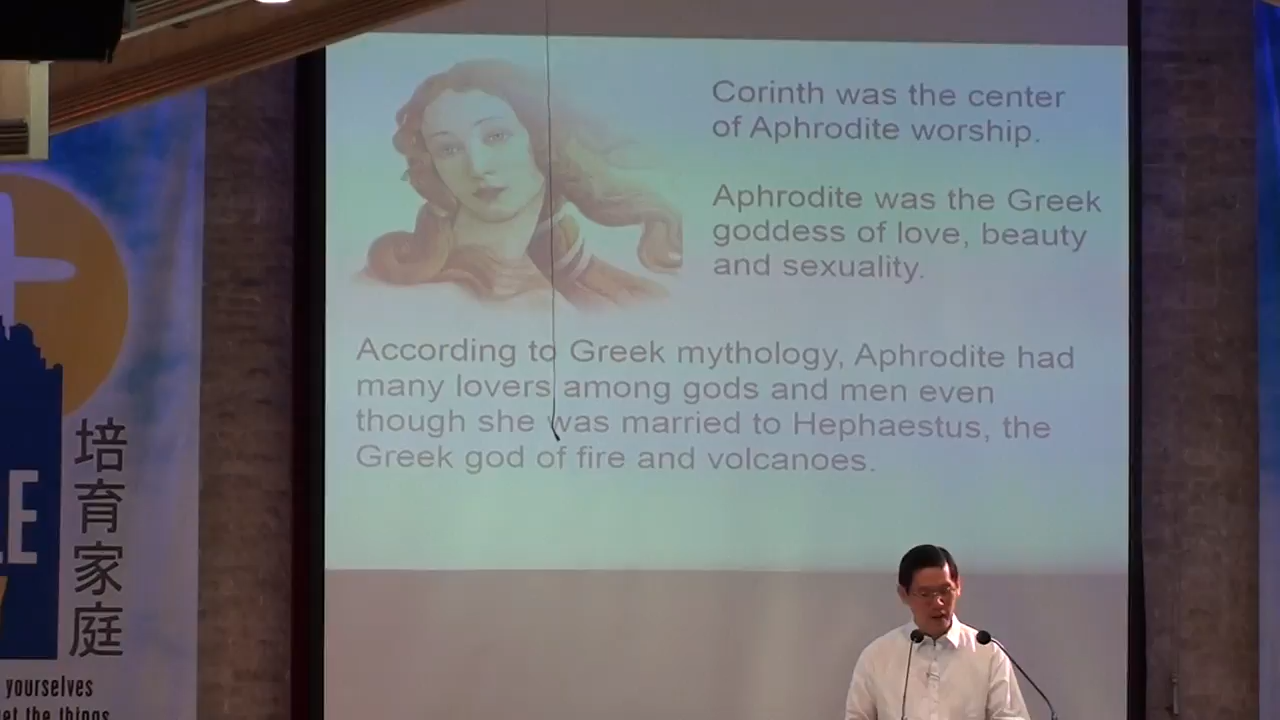 Corinth was the center
of Aphrodite worship.
Aphrodite was the Greek
goddess of love, beauty
and sexuality.
According to Greek mythology, Aphrodite had
many lovers among gods and men even
though she was married to Hephaestus, the
Greek god of fire and volcanoes.
培育家庭
yourselves
the things